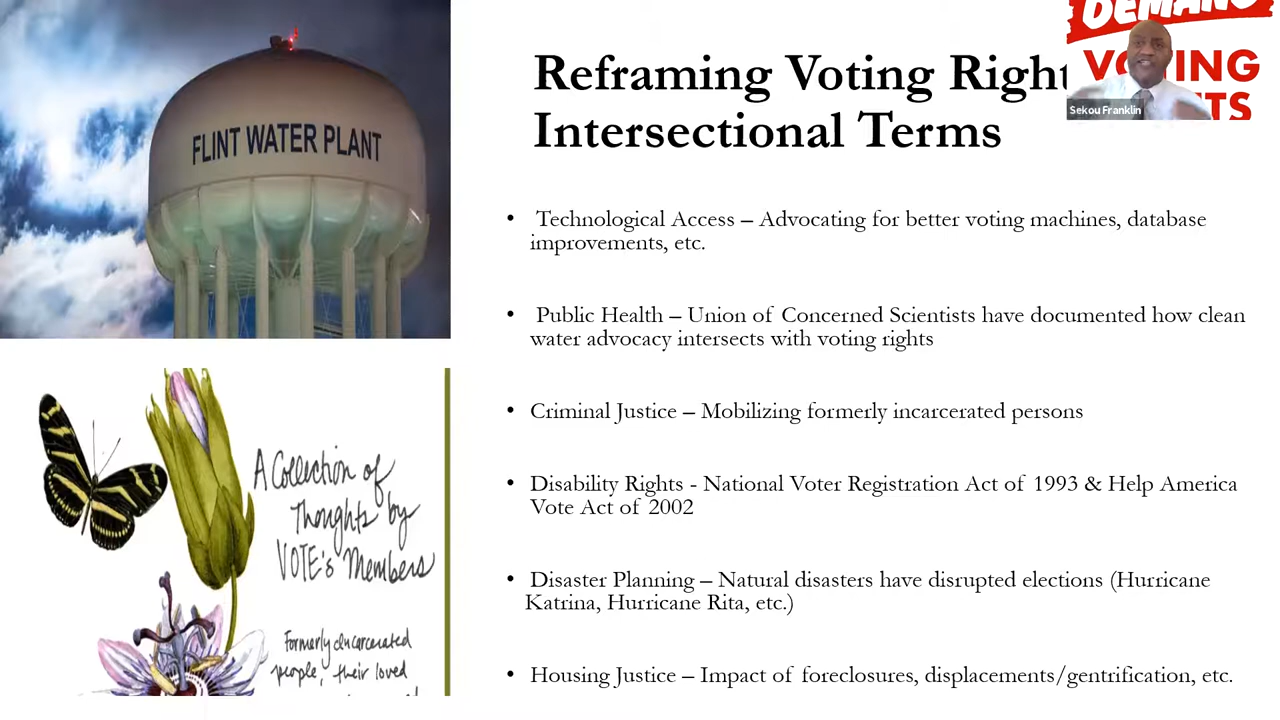 FLINT WATER PLANT
Reframing Voting Right
Intersectional Terms
DEMAND
VOTING
TS
Sekou Franklin
• Technological Access – Advocating for better voting machines, database
improvements, etc.
• Public Health – Union of Concerned Scientists have documented how clean
water advocacy intersects with voting rights
• Criminal Justice – Mobilizing formerly incarcerated persons
• Disability Rights - National Voter Registration Act of 1993 & Help America
Vote Act of 2002
• Disaster Planning – Natural disasters have disrupted elections (Hurricane
Katrina, Hurricane Rita, etc.)
• Housing Justice – Impact of foreclosures, displacements/gentrification, etc.
A Collection of
Thoughts by
VOTE's Members
Formerly incarcerated
people, their loved